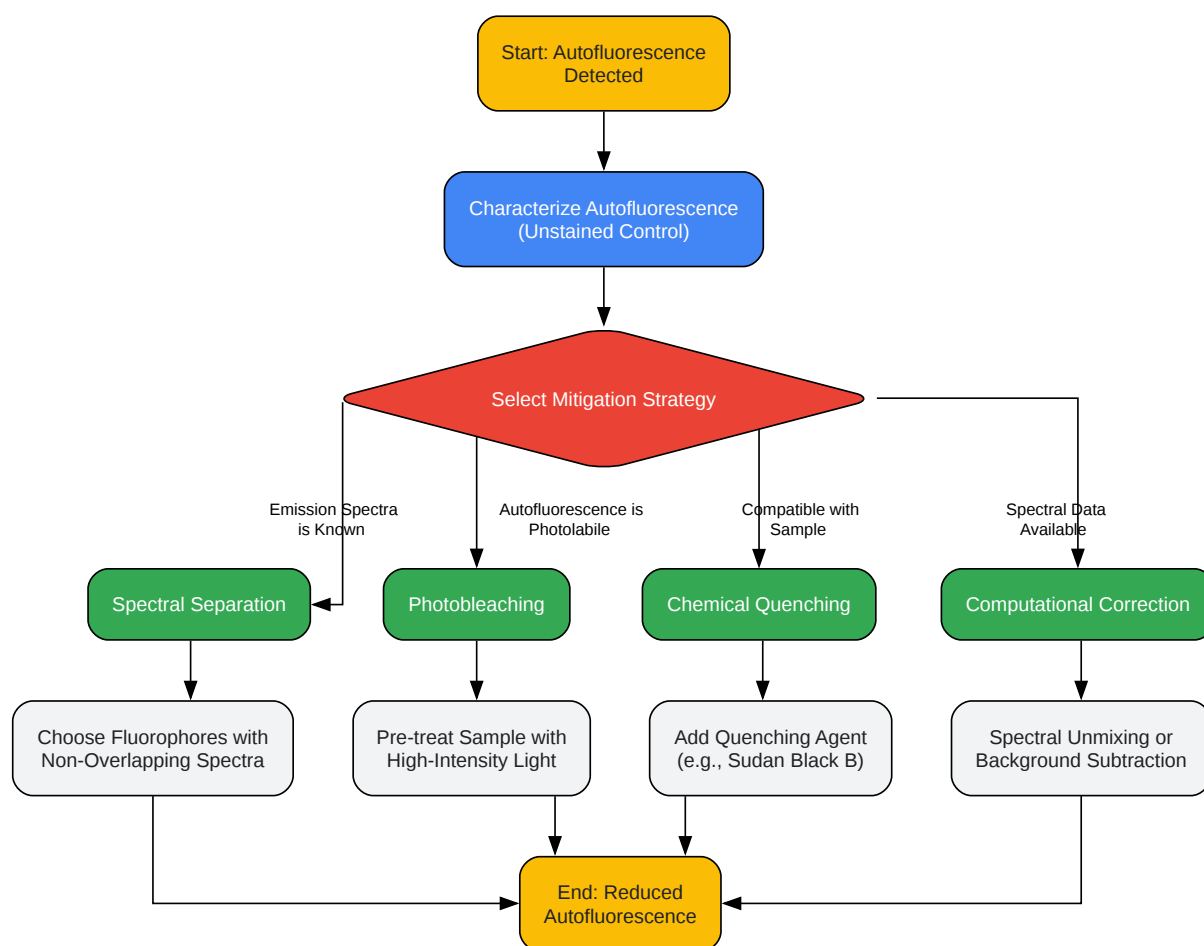 Start: Autofluorescence
Detected
Characterize Autofluorescence
(Unstained Control)
Select Mitigation Strategy
Emission Spectra
is Known
Autofluorescence is
Photolabile
Compatible with
Sample
Spectral Data
Available
Spectral Separation
Photobleaching
Chemical Quenching
Computational Correction
Choose Fluorophores with
Non-Overlapping Spectra
Pre-treat Sample with
High-Intensity Light
Add Quenching Agent
(e.g., Sudan Black B)
Spectral Unmixing or
Background Subtraction
End: Reduced
Autofluorescence